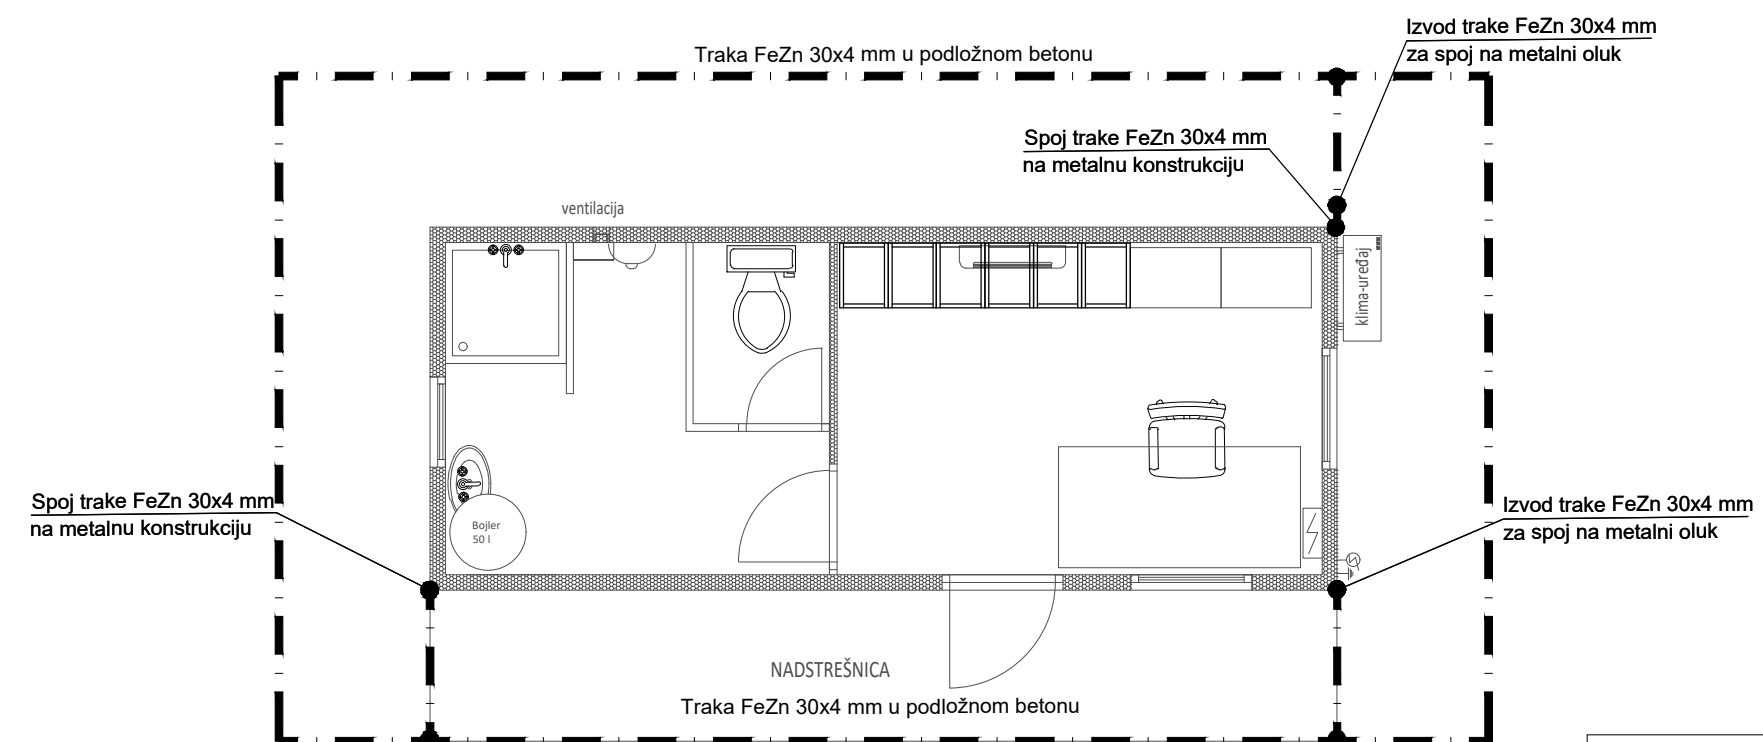 Izvod trake FeZn 30x4 mm
za spoj na metalni oluk
Traka FeZn 30x4 mm u podložnom betonu
Spoj trake FeZn 30x4 mm
na metalnu konstrukciju
ventilacija
klima-uređaj
Spoj trake FeZn 30x4 mm
na metalnu konstrukciju
Bojler
50 l
Izvod trake FeZn 30x4 mm
za spoj na metalni oluk
NADSTREŠNICA
Traka FeZn 30x4 mm u podložnom betonu